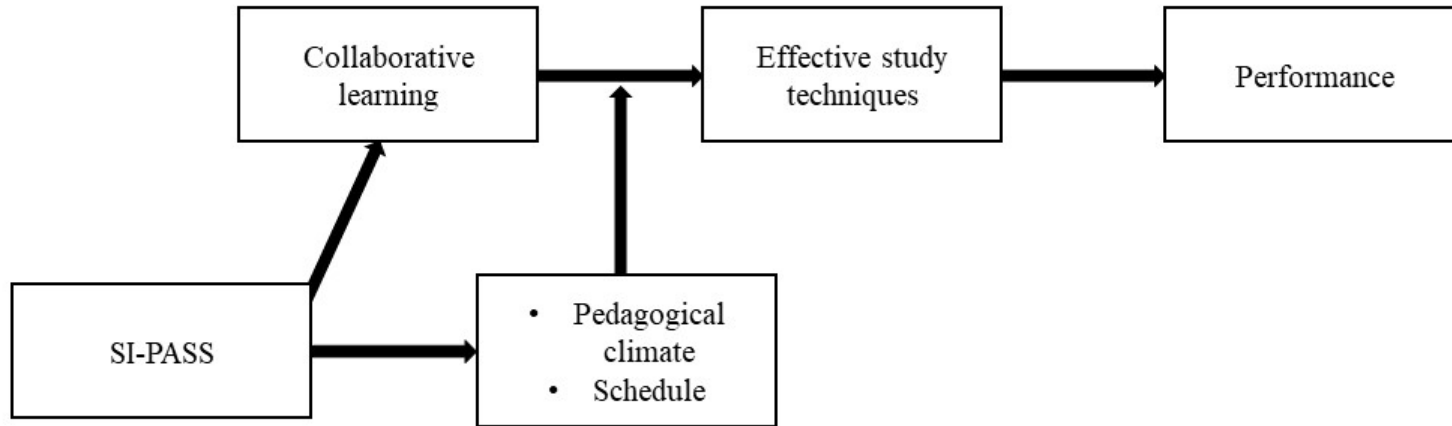 Collaborative
learning
Effective study
techniques
Performance
SI-PASS
• Pedagogical
climate
• Schedule